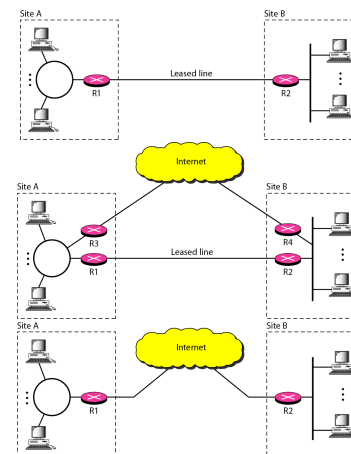 Site A
Site B
Leased line
R1
R2
Internet
Site A
Site B
R3
R4
Leased line
R1
R2
Site A
Site B
Internet
R1
R2